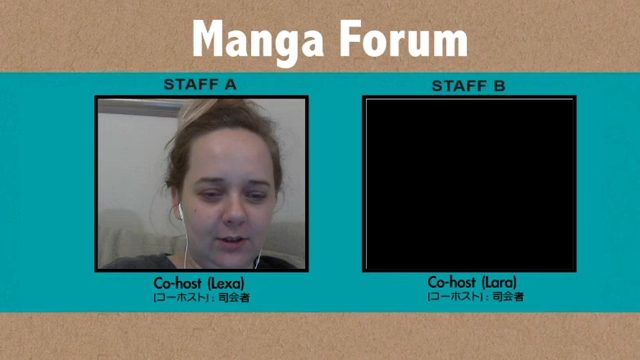 Manga Forum
STAFF A
STAFF B
Co-host (Lexa)
[コーホスト] : 司会者
Co-host (Lara)
[コーホスト] : 司会者